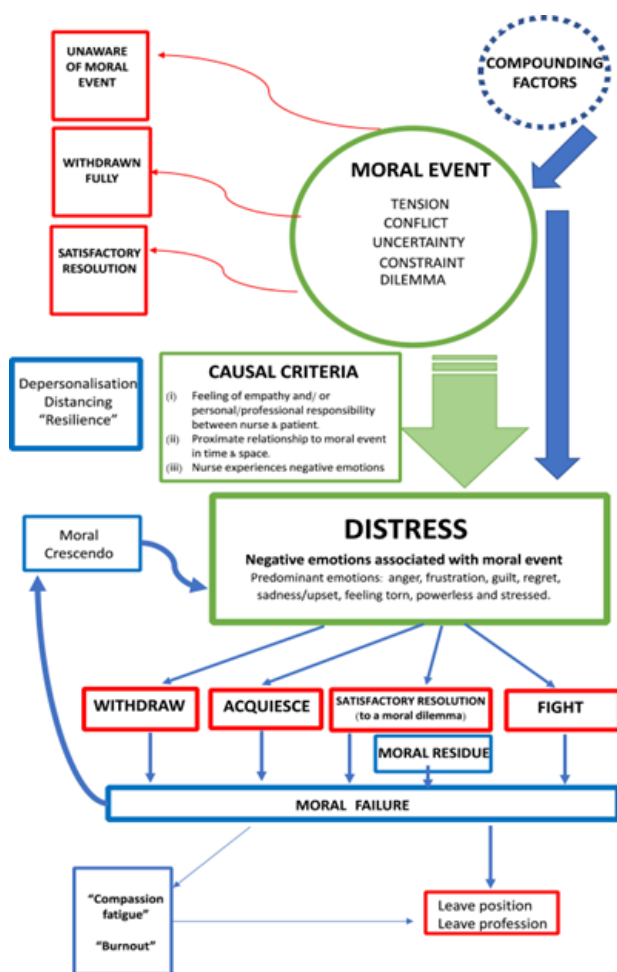 UNAWARE
OF MORAL
EVENT
COMPOUNDING
FACTORS
WITHDRAWN
FULLY
SATISFACTORY
RESOLUTION
MORAL EVENT
TENSION
CONFLICT
UNCERTAINTY
CONSTRAINT
DILEMMA
Depersonalisation
Distancing
“Resilience”
CAUSAL CRITERIA
(i) Feeling of empathy and/ or
personal/professional responsibility
between nurse & patient.
(ii) Proximate relationship to moral event
in time & space.
(iii) Nurse experiences negative emotions
Moral
Crescendo
DISTRESS
Negative emotions associated with moral event
Predominant emotions: anger, frustration, guilt, regret,
sadness/upset, feeling torn, powerless and stressed.
WITHDRAW
ACQUIESCE
SATISFACTORY RESOLUTION
(to a moral dilemma)
FIGHT
MORAL RESIDUE
MORAL FAILURE
“Compassion
fatigue”
“Burnout”
Leave position
Leave profession